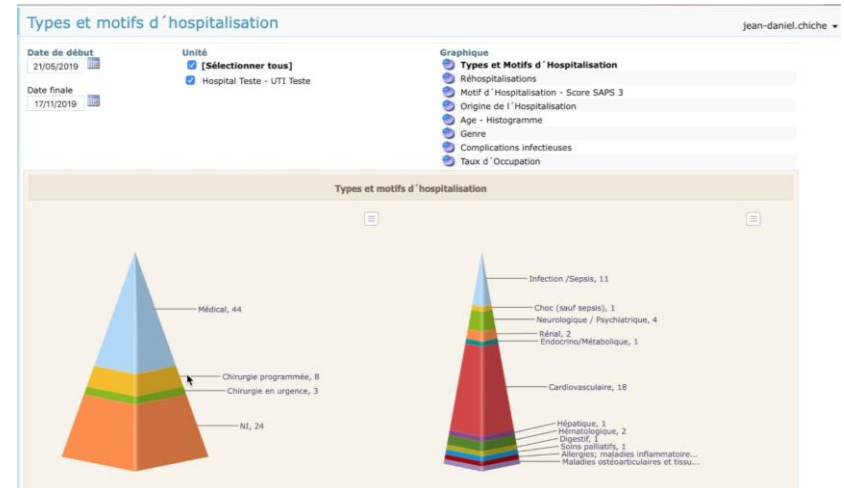 Types et motifs d´hospitalisation
jean-daniel.chiche
Date de début
21/05/2019
Date finale
17/11/2019
Unité
[Sélectionner tous]
Hospital Teste - UTI Teste
Graphique
Types et Motifs d´Hospitalisation
Réhospitalisations
Motif d´Hospitalisation - Score SAPS 3
Origine de l´Hospitalisation
Age - Histogramme
Genre
Complications infectieuses
Taux d´Occupation
Types et motifs d´hospitalisation
Médical, 44
Chirurgie programmée, 8
Chirurgie en urgence, 3
NI, 24
Infection /Sepsis, 11
Choc (sauf sepsis), 1
Neurologique / Psychiatrique, 4
Rénal, 2
Endocrino/Métabolique, 1
Cardiovasculaire, 18
Hépatique, 1
Hématologique, 2
Digestif, 1
Soins palliatifs, 1
Allergies; maladies inflammatoire...
Maladies ostéoarticulaires et tissu...